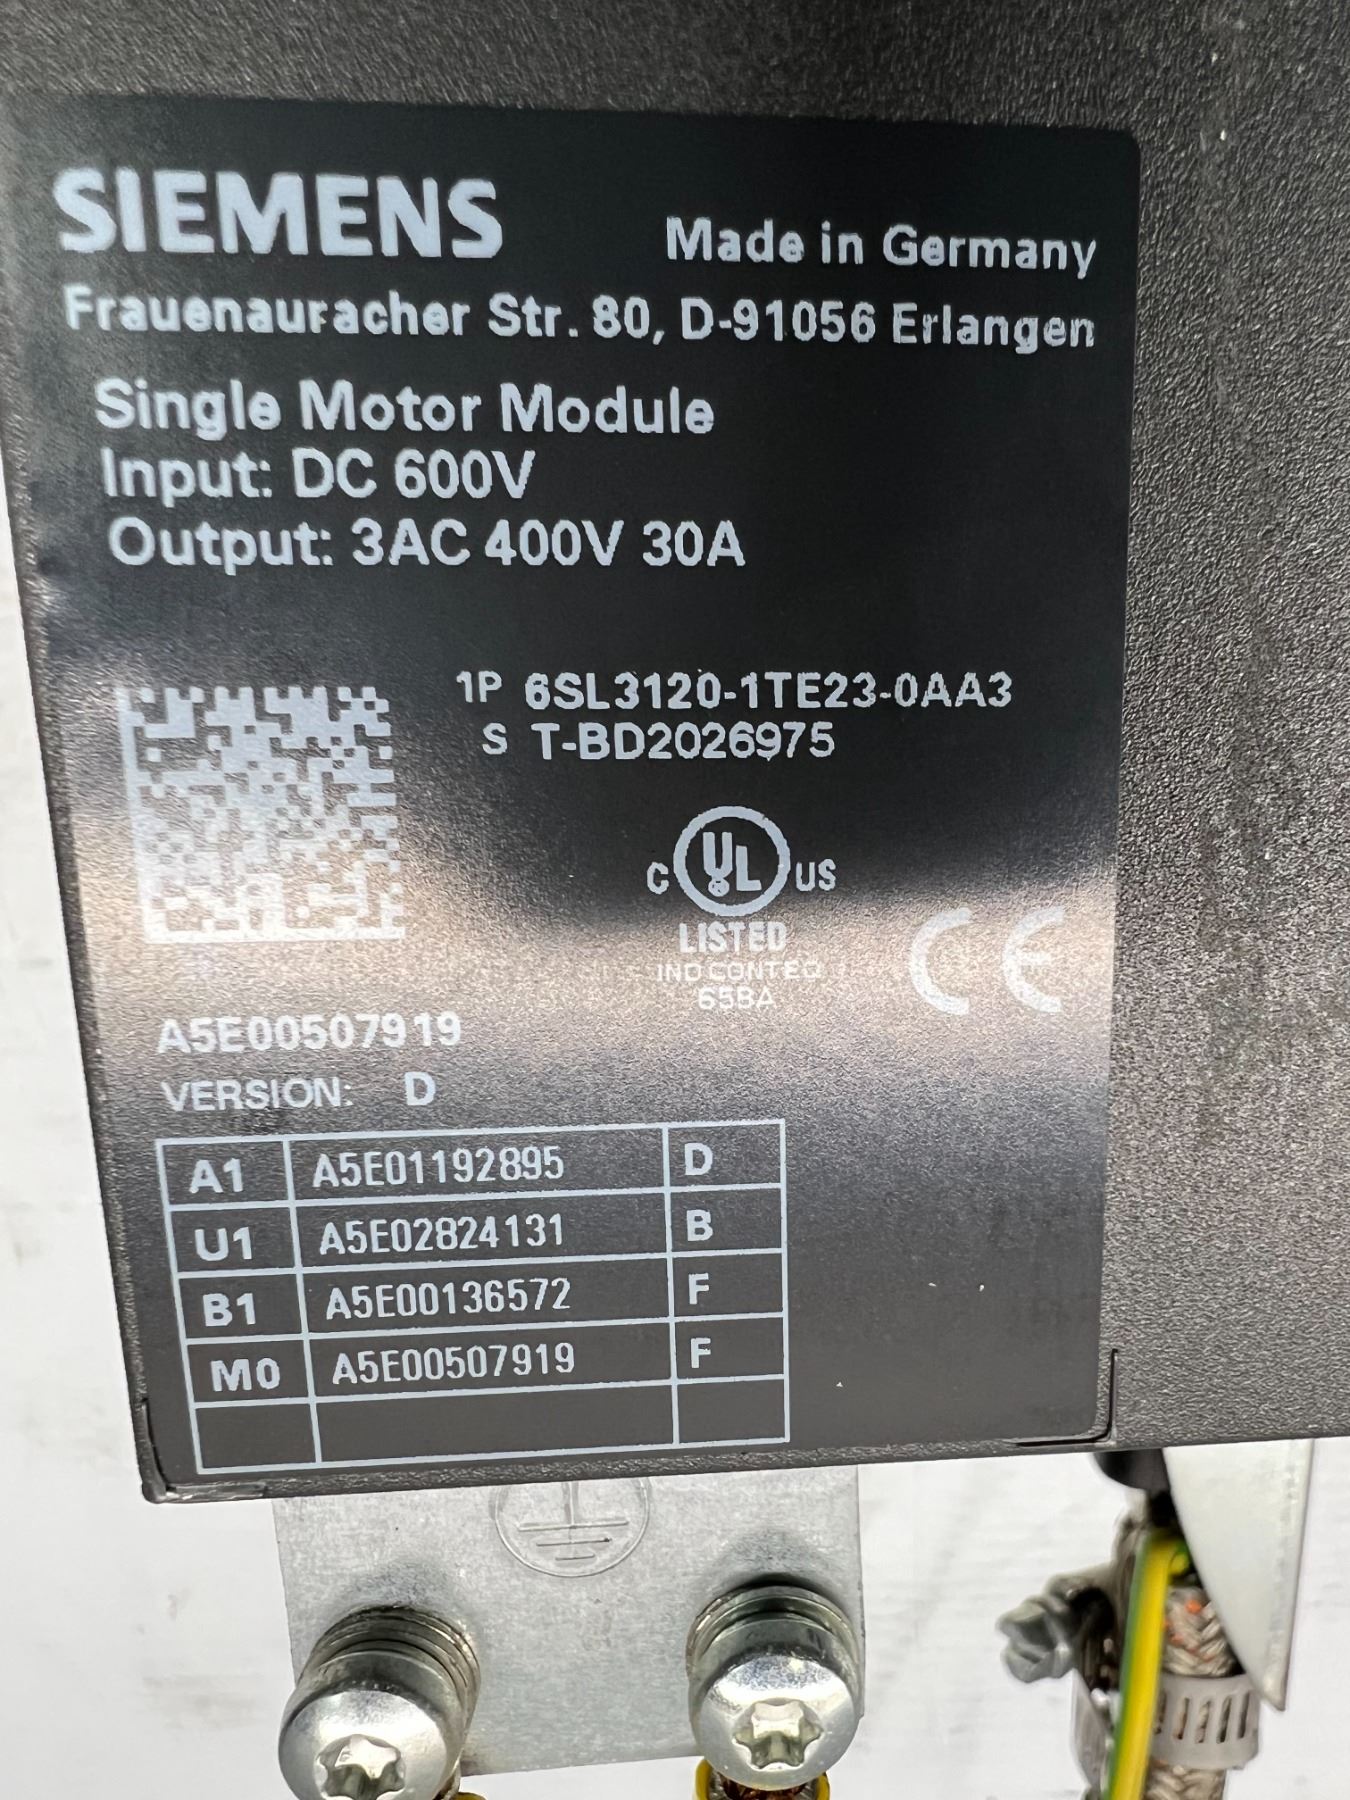 SIEMENS
Made in Germany
Frauenauracher Str. 80, D-91056 Erlangen
Single Motor Module
Input: DC 600V
Output: 3AC 400V 30A
1P 6SL3120-1TE23-0AA3
S T-BD2026975
C UL US
LISTED
IND CONT EQ
65BA
CE
A5E00507919
VERSION: D
A1 A5E01192895 D
U1 A5E02824131 B
B1 A5E00136572 F
M0 A5E00507919 F